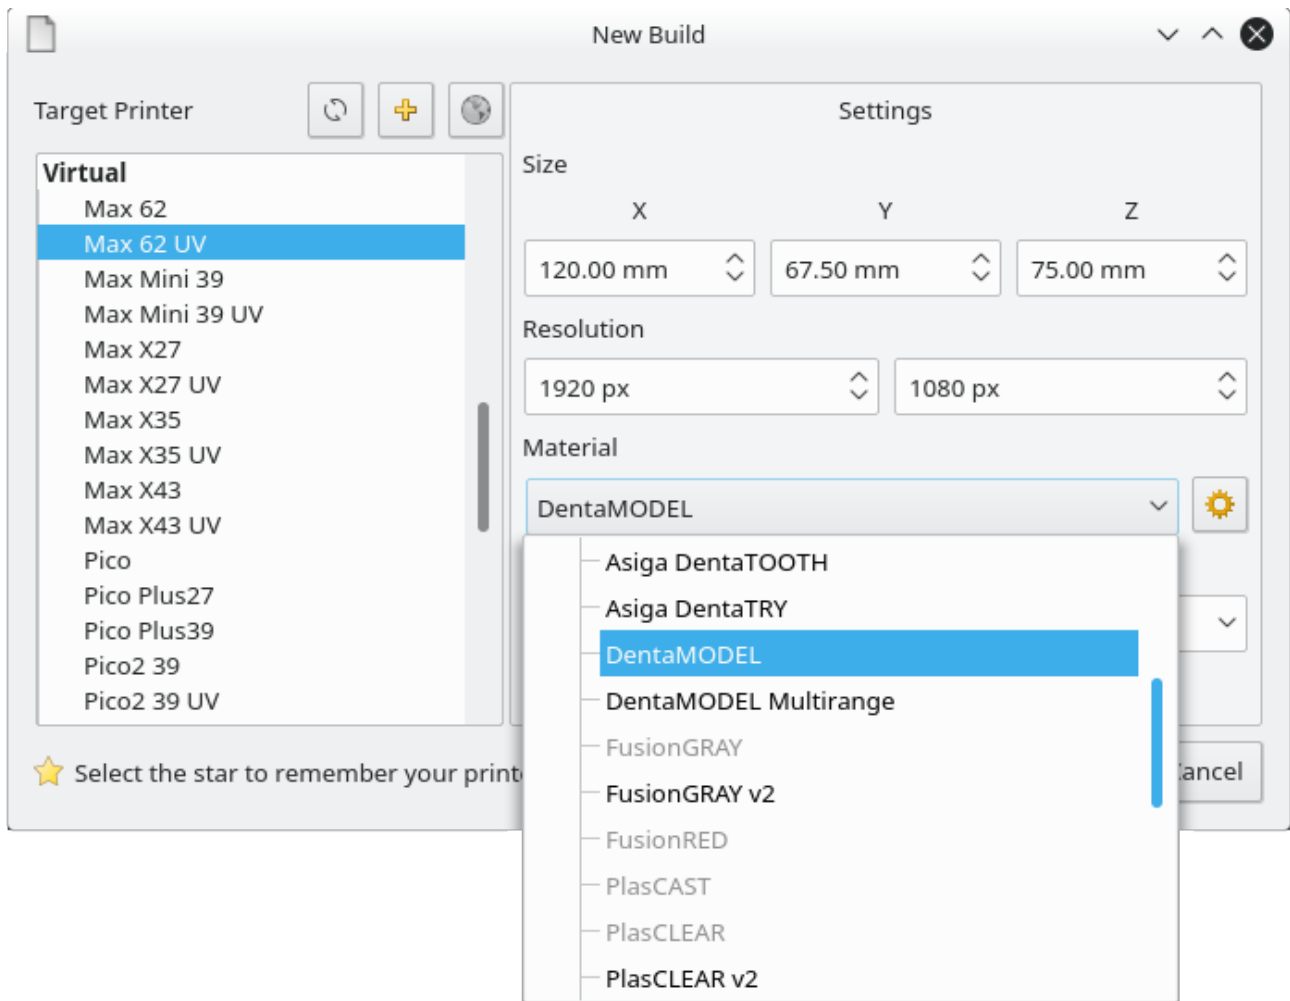 New Build
Target Printer
Virtual
Max 62
Max 62 UV
Max Mini 39
Max Mini 39 UV
Max X27
Max X27 UV
Max X35
Max X35 UV
Max X43
Max X43 UV
Pico
Pico Plus27
Pico Plus39
Pico2 39
Pico2 39 UV
Select the star to remember your
Settings
Size
X Y Z
120.00 mm 67.50 mm 75.00 mm
Resolution
1920 px 1080 px
Material
DentaMODEL
Asiga DentaTOOTH
Asiga DentaTRY
DentaMODEL
DentaMODEL Multirange
FusionGRAY
FusionGRAY v2
FusionRED
PlasCAST
PlasCLEAR
PlasCLEAR v2